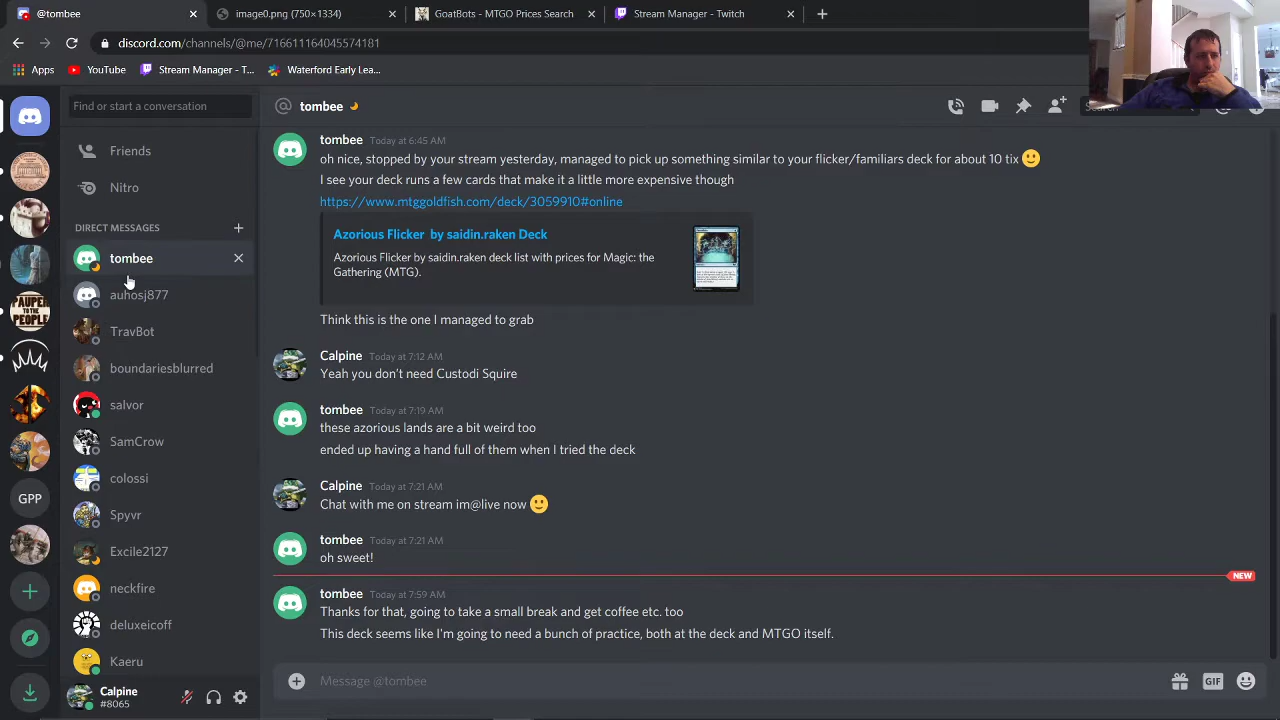 @tombee
image0.png (750×1334)
GoatBots - MTGO Prices Search
Stream Manager - Twitch
discord.com/channels/@me/716611164045574181
Apps
YouTube
Stream Manager - T...
Waterford Early Lea...
Find or start a conversation
Friends
Nitro
DIRECT MESSAGES
tombee
auhosj877
TravBot
boundariesblurred
salvor
SamCrow
colossi
Spyvr
Excile2127
neckfire
deluxeicoff
Kaeru
Calpine
#8065
PAUPER
TO THE
PEOPLE
GPP
tombee
Search
tombee Today at 6:45 AM
oh nice, stopped by your stream yesterday, managed to pick up something similar to your flicker/familiars deck for about 10 tix
I see your deck runs a few cards that make it a little more expensive though
https://www.mtggoldfish.com/deck/3059910#online
Azorious Flicker by saidin.raken Deck
Azorious Flicker by saidin.raken deck list with prices for Magic: the
Gathering (MTG).
Think this is the one I managed to grab
Calpine Today at 7:12 AM
Yeah you don't need Custodi Squire
tombee Today at 7:19 AM
these azorious lands are a bit weird too
ended up having a hand full of them when I tried the deck
Calpine Today at 7:21 AM
Chat with me on stream im@live now
tombee Today at 7:21 AM
oh sweet!
NEW
tombee Today at 7:59 AM
Thanks for that, going to take a small break and get coffee etc. too
This deck seems like I'm going to need a bunch of practice, both at the deck and MTGO itself.
Message @tombee
GIF